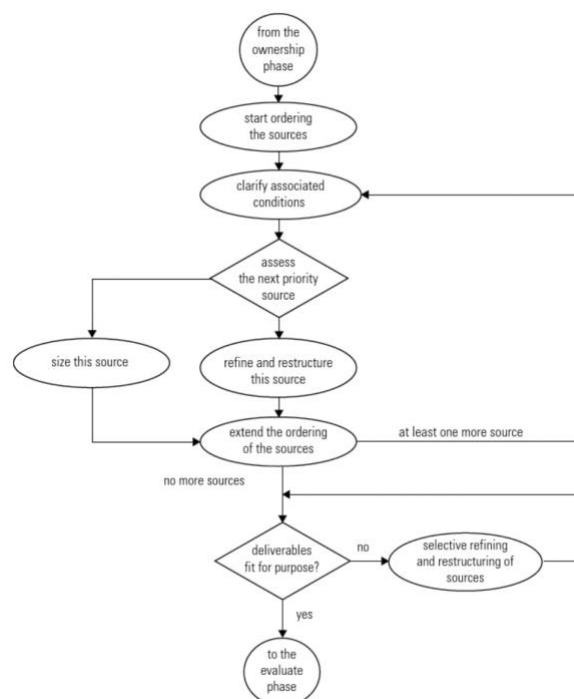 from the
ownership
phase
start ordering
the sources
clarify associated
conditions
assess
the next priority
source
size this source
refine and restructure
this source
extend the ordering
of the sources
at least one more source
no more sources
deliverables
fit for purpose?
no
selective refining
and restructuring of
sources
yes
to the
evaluate
phase